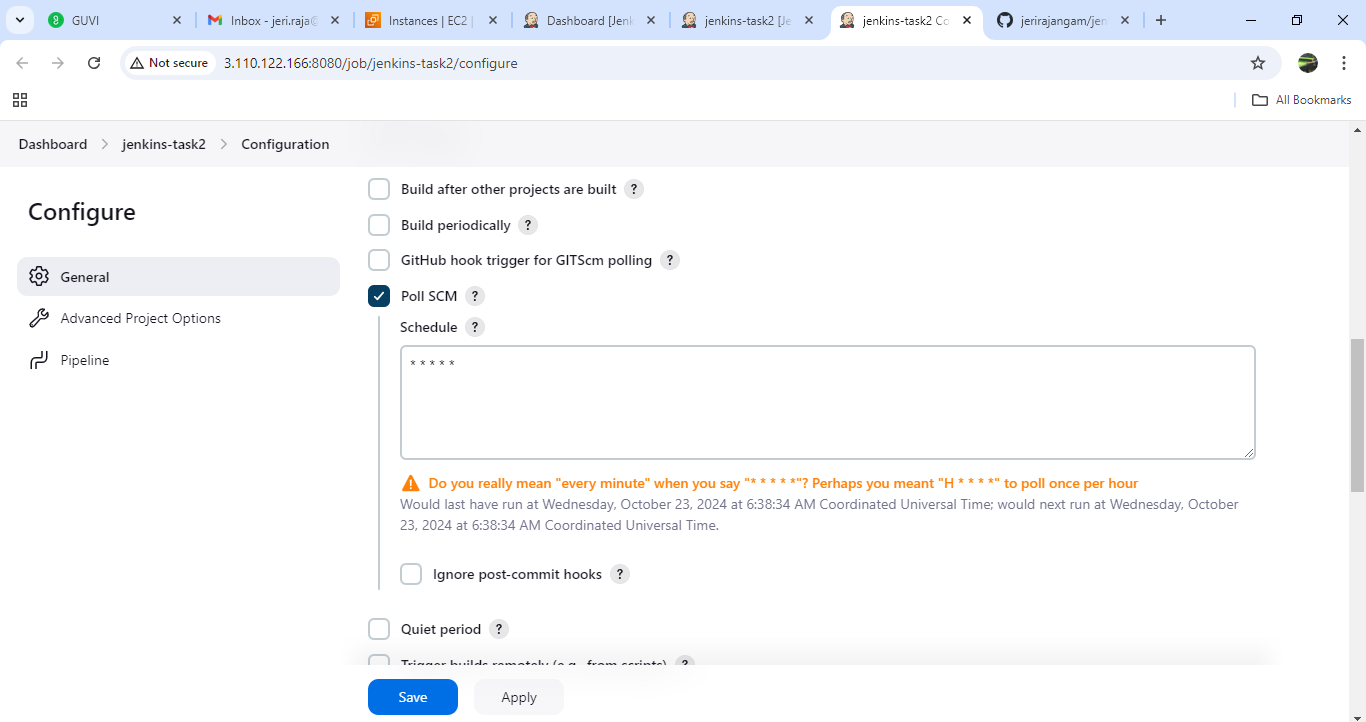 GUVI
Inbox - jeri.raja@
Instances | EC2 |
Dashboard [Jenk
jenkins-task2 [Je
jenkins-task2 Co
jerirajangam/jen
Not secure
3.110.122.166:8080/job/jenkins-task2/configure
All Bookmarks
Dashboard
jenkins-task2
Configuration
Configure
General
Advanced Project Options
Pipeline
Build after other projects are built ?
Build periodically ?
GitHub hook trigger for GITScm polling ?
Poll SCM ?
Schedule ?
* * * * *
Do you really mean "every minute" when you say "* * * * *"? Perhaps you meant "H * * * *" to poll once per hour
Would last have run at Wednesday, October 23, 2024 at 6:38:34 AM Coordinated Universal Time; would next run at Wednesday, October
23, 2024 at 6:38:34 AM Coordinated Universal Time.
Ignore post-commit hooks ?
Quiet period ?
Trigger builds remotely (e.g., from scripts) ?
Save
Apply